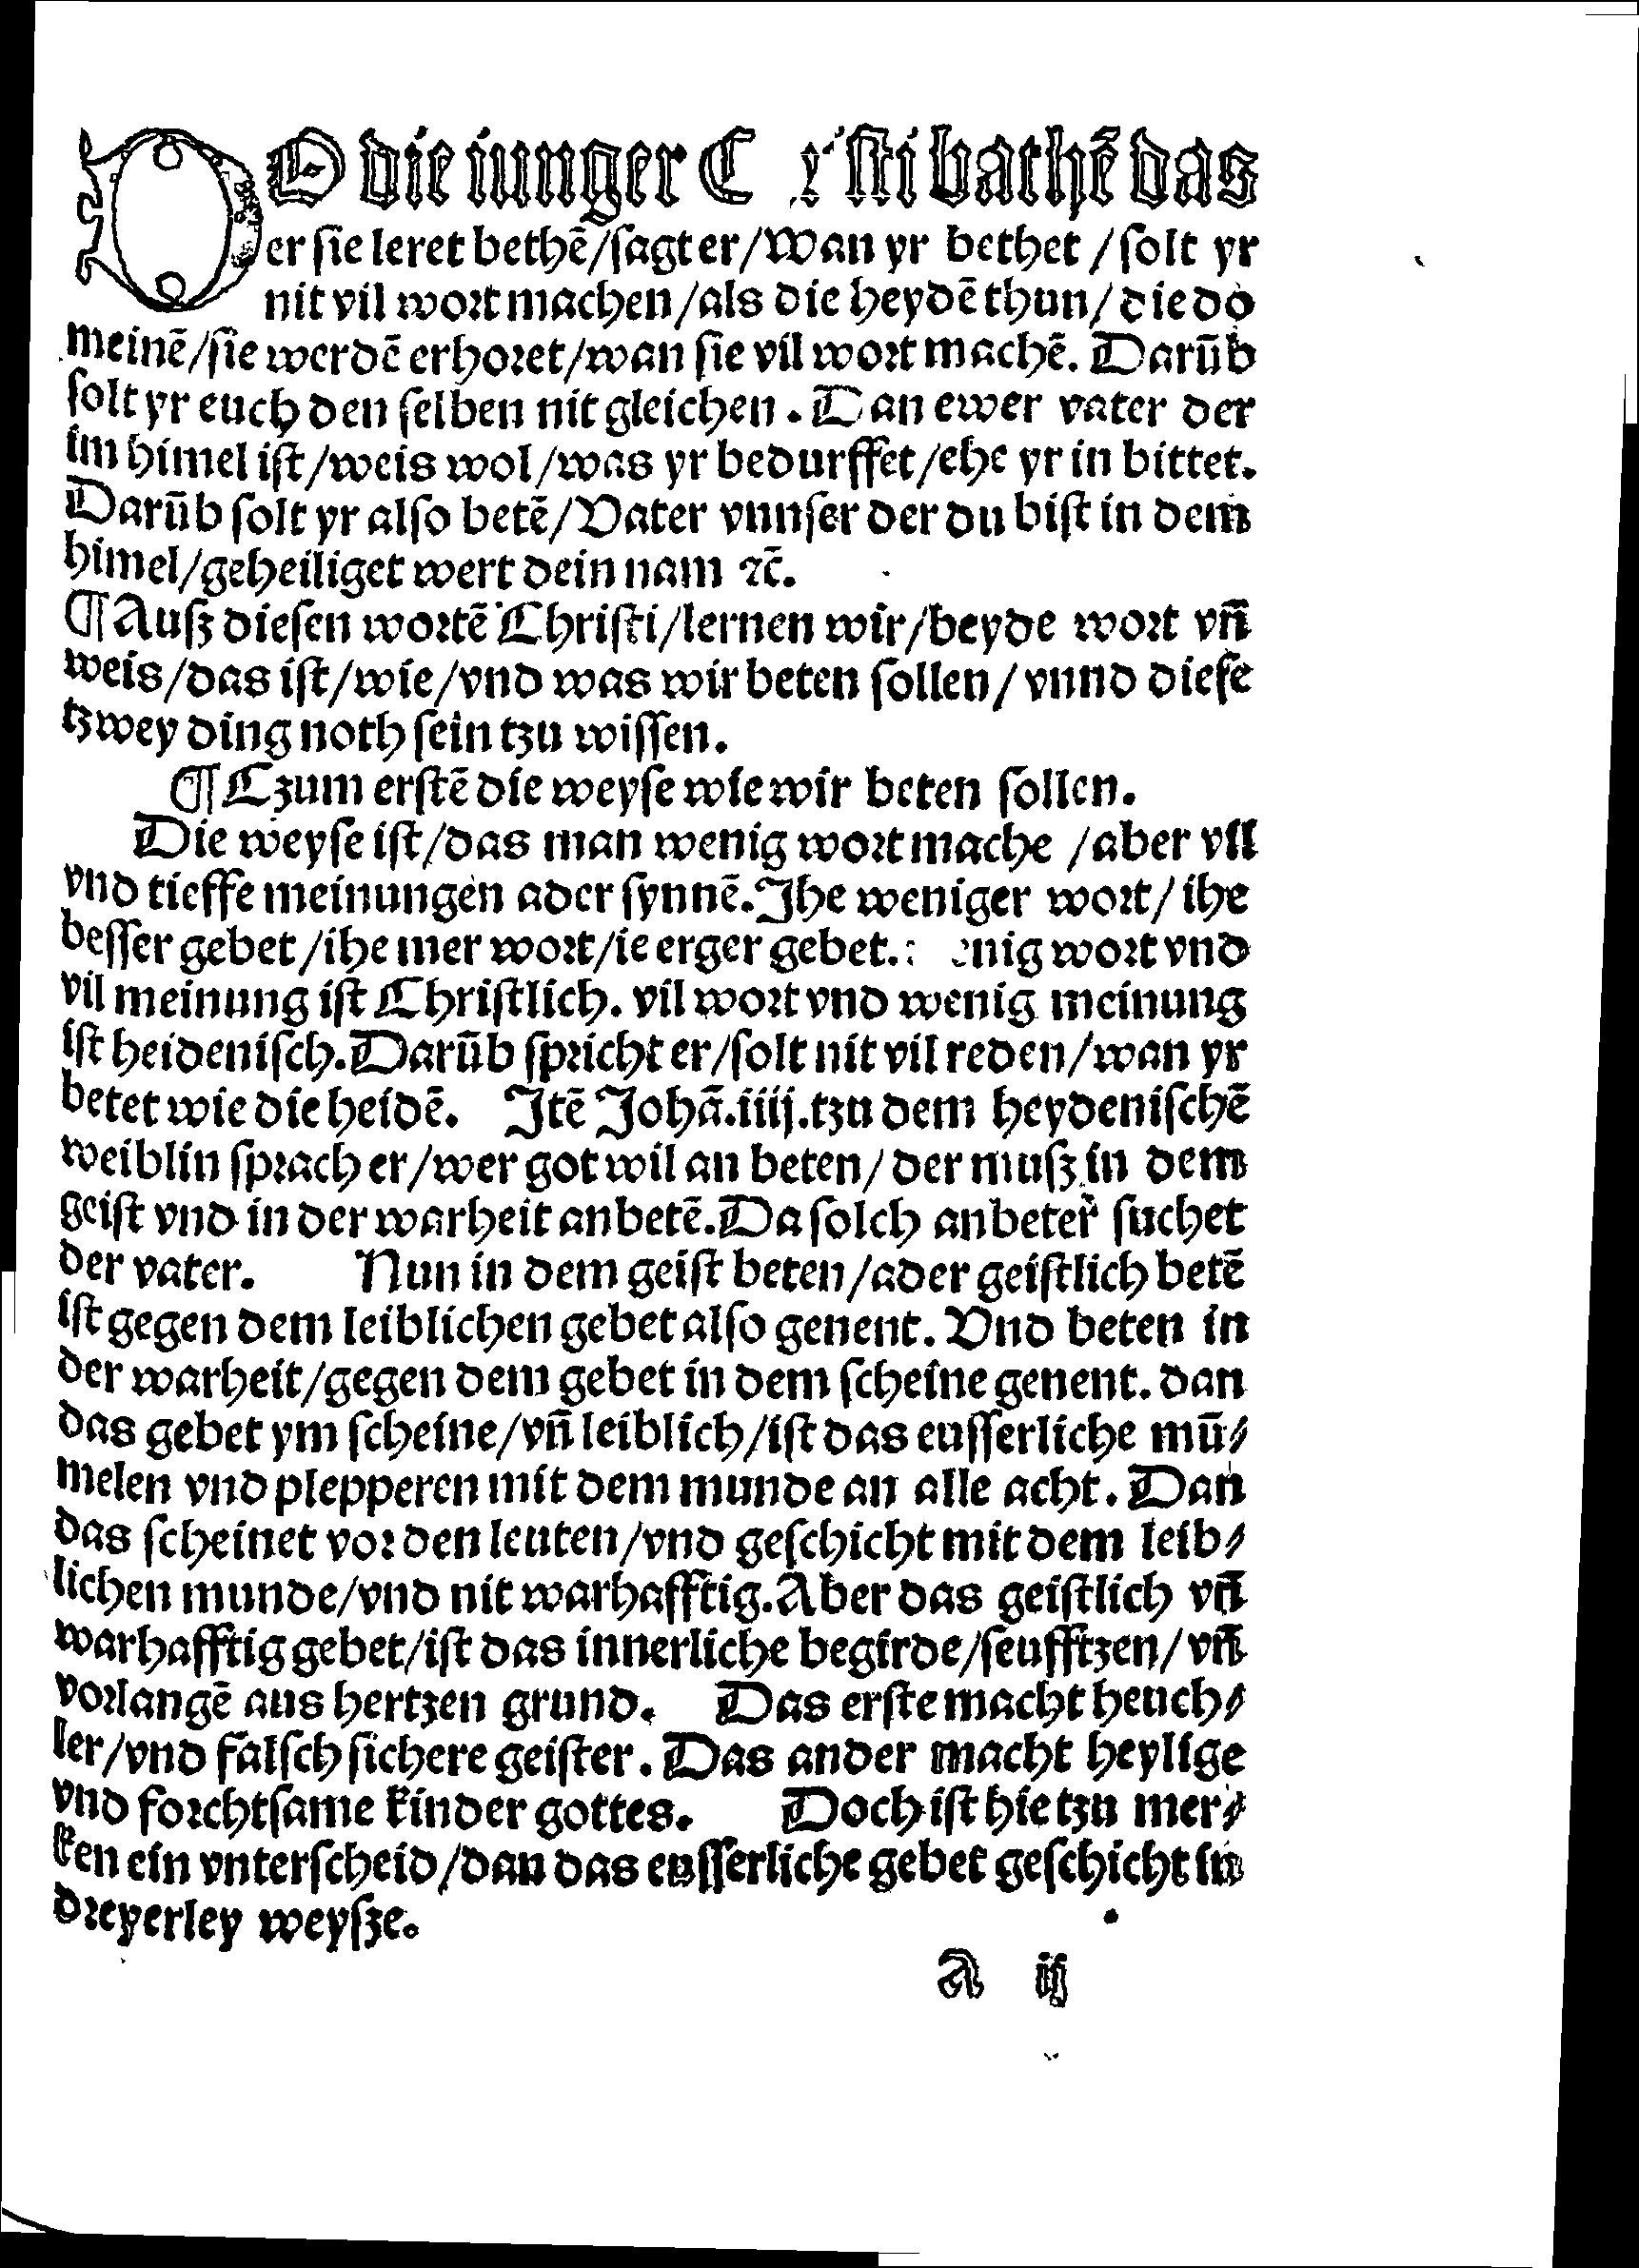 DO die iunger C riſti bathē das
er ſie leret bethē/ſagt er/Wan yr bethet /ſolt yr
nit vil wort machen/als die heydē thun/ die do
meinē/ſie werdē erhoret/wan ſie vil wort machē. Darūb
ſolt yr euch den ſelben nit gleichen. Dan ewer vater der
im himel iſt/weis wol/was yr bedurffet/ehe yr in bittet.
Darūb ſolt yr alſo betē/Vater vnnſer der du biſt in dem
himel/geheiliget wert dein nam ⁊c̄.
¶ Auſz dieſen wortē Chriſti/lernen wir/beyde wort vn̄
weis/das iſt/wie/vnd was wir beten ſollen/ vnnd dieſe
tzwey ding noth ſein tzu wiſſen.
¶ Czum erſtē die weyſe wie wir beten ſollen.
Die weyſe iſt/das man wenig wort mache /aber vil
vnd tieffe meinungen ader ſynnē. Jhe weniger wort/ ihe
beſſer gebet/ihe mer wort/ie erger gebet. enig wort vnd
vil meinung iſt Chriſtlich. vil wort vnd wenig meinung
iſt heideniſch. Darūb ſpricht er/ſolt nit vil reden/wan yr
betet wie die heidē. Jtē Johā.iiij.tzu dem heydeniſchē
weiblin ſprach er/wer got wil an beten/ der muſz in dem
geiſt vnd in der warheit anbetē. Da ſolch anbeter ſuchet
der vater. Nun in dem geiſt beten/ader geiſtlich betē
iſt gegen dem leiblichen gebet alſo genent. Vnd beten in
der warheit/gegen dem gebet in dem ſcheine genent. dan
das gebet ym ſcheine/vn̄ leiblich/iſt das euſſerliche mū⸗
melen vnd plepperen mit dem munde an alle acht. Dan
das ſcheinet vor den leuten/vnd geſchicht mit dem leib⸗
lichen munde/vnd nit warhafftig. Aber das geiſtlich vn̄
warhafftig gebet/iſt das innerliche begirde/ſeufftzen/ vn̄
vorlangē aus hertzen grund. Das erſte macht heuch⸗
ler/vnd falſch ſichere geiſter. Das ander macht heylige
vnd forchtſame kinder gottes. Doch iſt hie tzu mer⸗
ken ein vnterſcheid/dan das euſſerliche gebet geſchicht in
dreyerley weyſze.
a ij